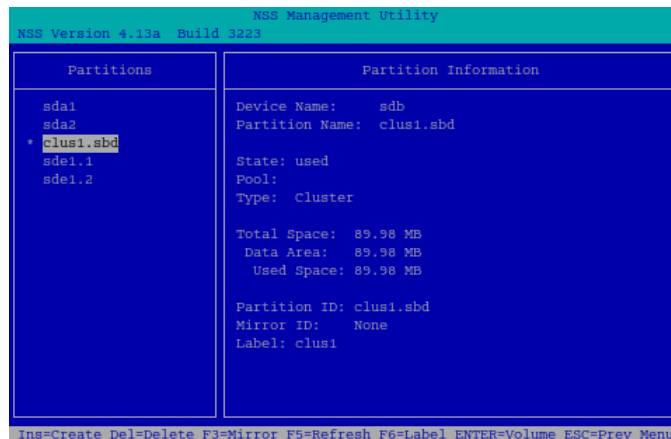 NSS Management Utility
NSS Version 4.13a Build 3223
Partitions
sda1
sda2
* clus1.sbd
sde1.1
sde1.2
Partition Information
Device Name: sdb
Partition Name: clus1.sbd
State: used
Pool:
Type: Cluster
Total Space: 89.98 MB
Data Area: 89.98 MB
Used Space: 89.98 MB
Partition ID: clus1.sbd
Mirror ID: None
Label: clus1
Ins=Create Del=Delete F3=Mirror F5=Refresh F6=Label ENTER=Volume ESC=Prev Menu